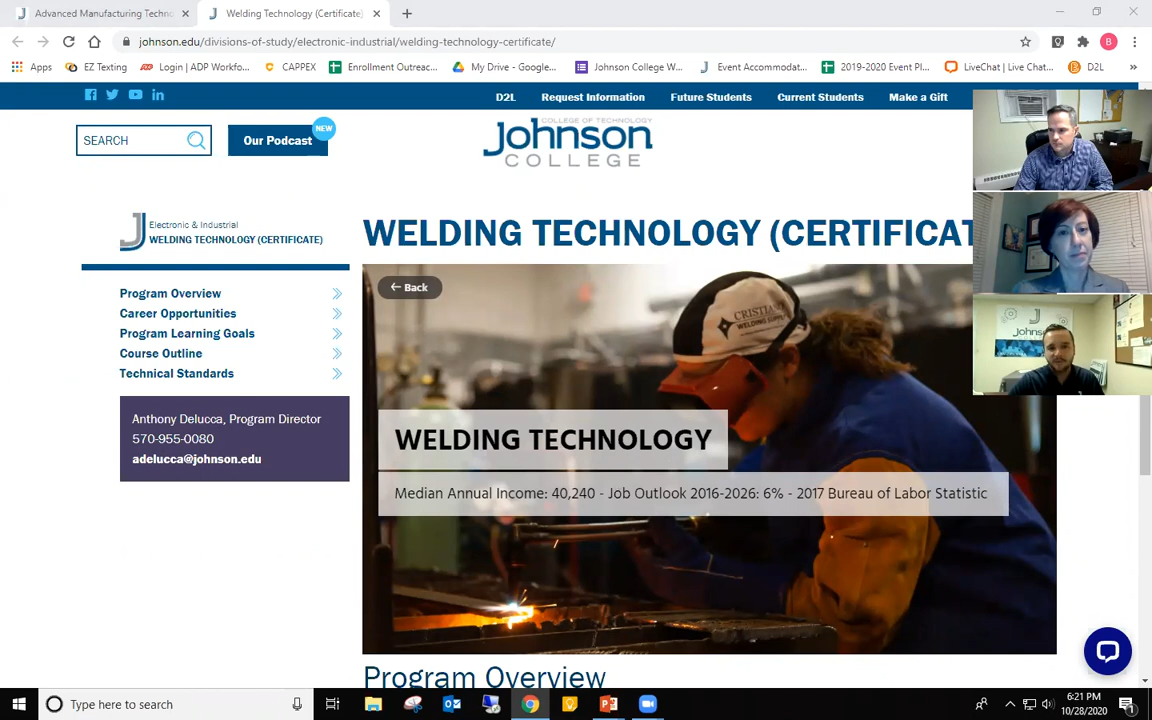 Advanced Manufacturing Techno
Welding Technology (Certificate)
johnson.edu/divisions_of_study/electronic-industrial/welding-technology-certificate/
B
Apps
EZ Texting
Login | ADP Workfo...
CAPPEX
Enrollment Outreac...
My Drive - Google...
Johnson College W...
Event Accommodat...
2019-2020 Event Pl...
LiveChat | Live Chat...
D2L
D2L
Request Information
Future Students
Current Students
Make a Gift
SEARCH
Our Podcast
NEW
COLLEGE OF TECHNOLOGY
Johnson
COLLEGE
Electronic & Industrial
WELDING TECHNOLOGY (CERTIFICATE)
WELDING TECHNOLOGY (CERTIFICAT
Program Overview
Career Opportunities
Program Learning Goals
Course Outline
Technical Standards
Anthony Delucca, Program Director
570-955-0080
adelucca@johnson.edu
Back
CRISTIAN
WELDING SUPPLY
WELDING TECHNOLOGY
Median Annual Income: 40,240 - Job Outlook 2016-2026: 6% - 2017 Bureau of Labor Statistic
Johns
Program Overview
Type here to search
6:21 PM
10/28/2020
1